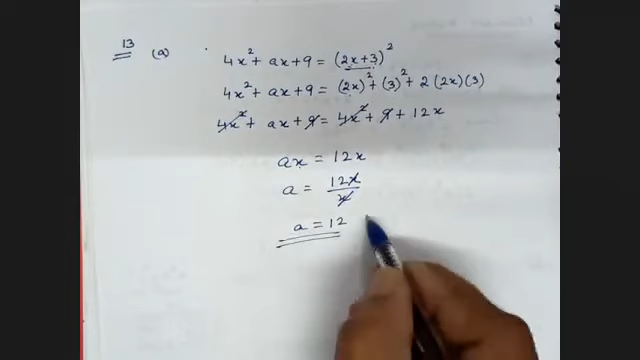 13 (a) 4x² + ax + 9 = (2x+3)²
4x² + ax + 9 = (2x)² + (3)² + 2(2x)(3)
4x² + ax + 9 = 4x² + 9 + 12x
ax = 12x
a = 12x/x
a = 12